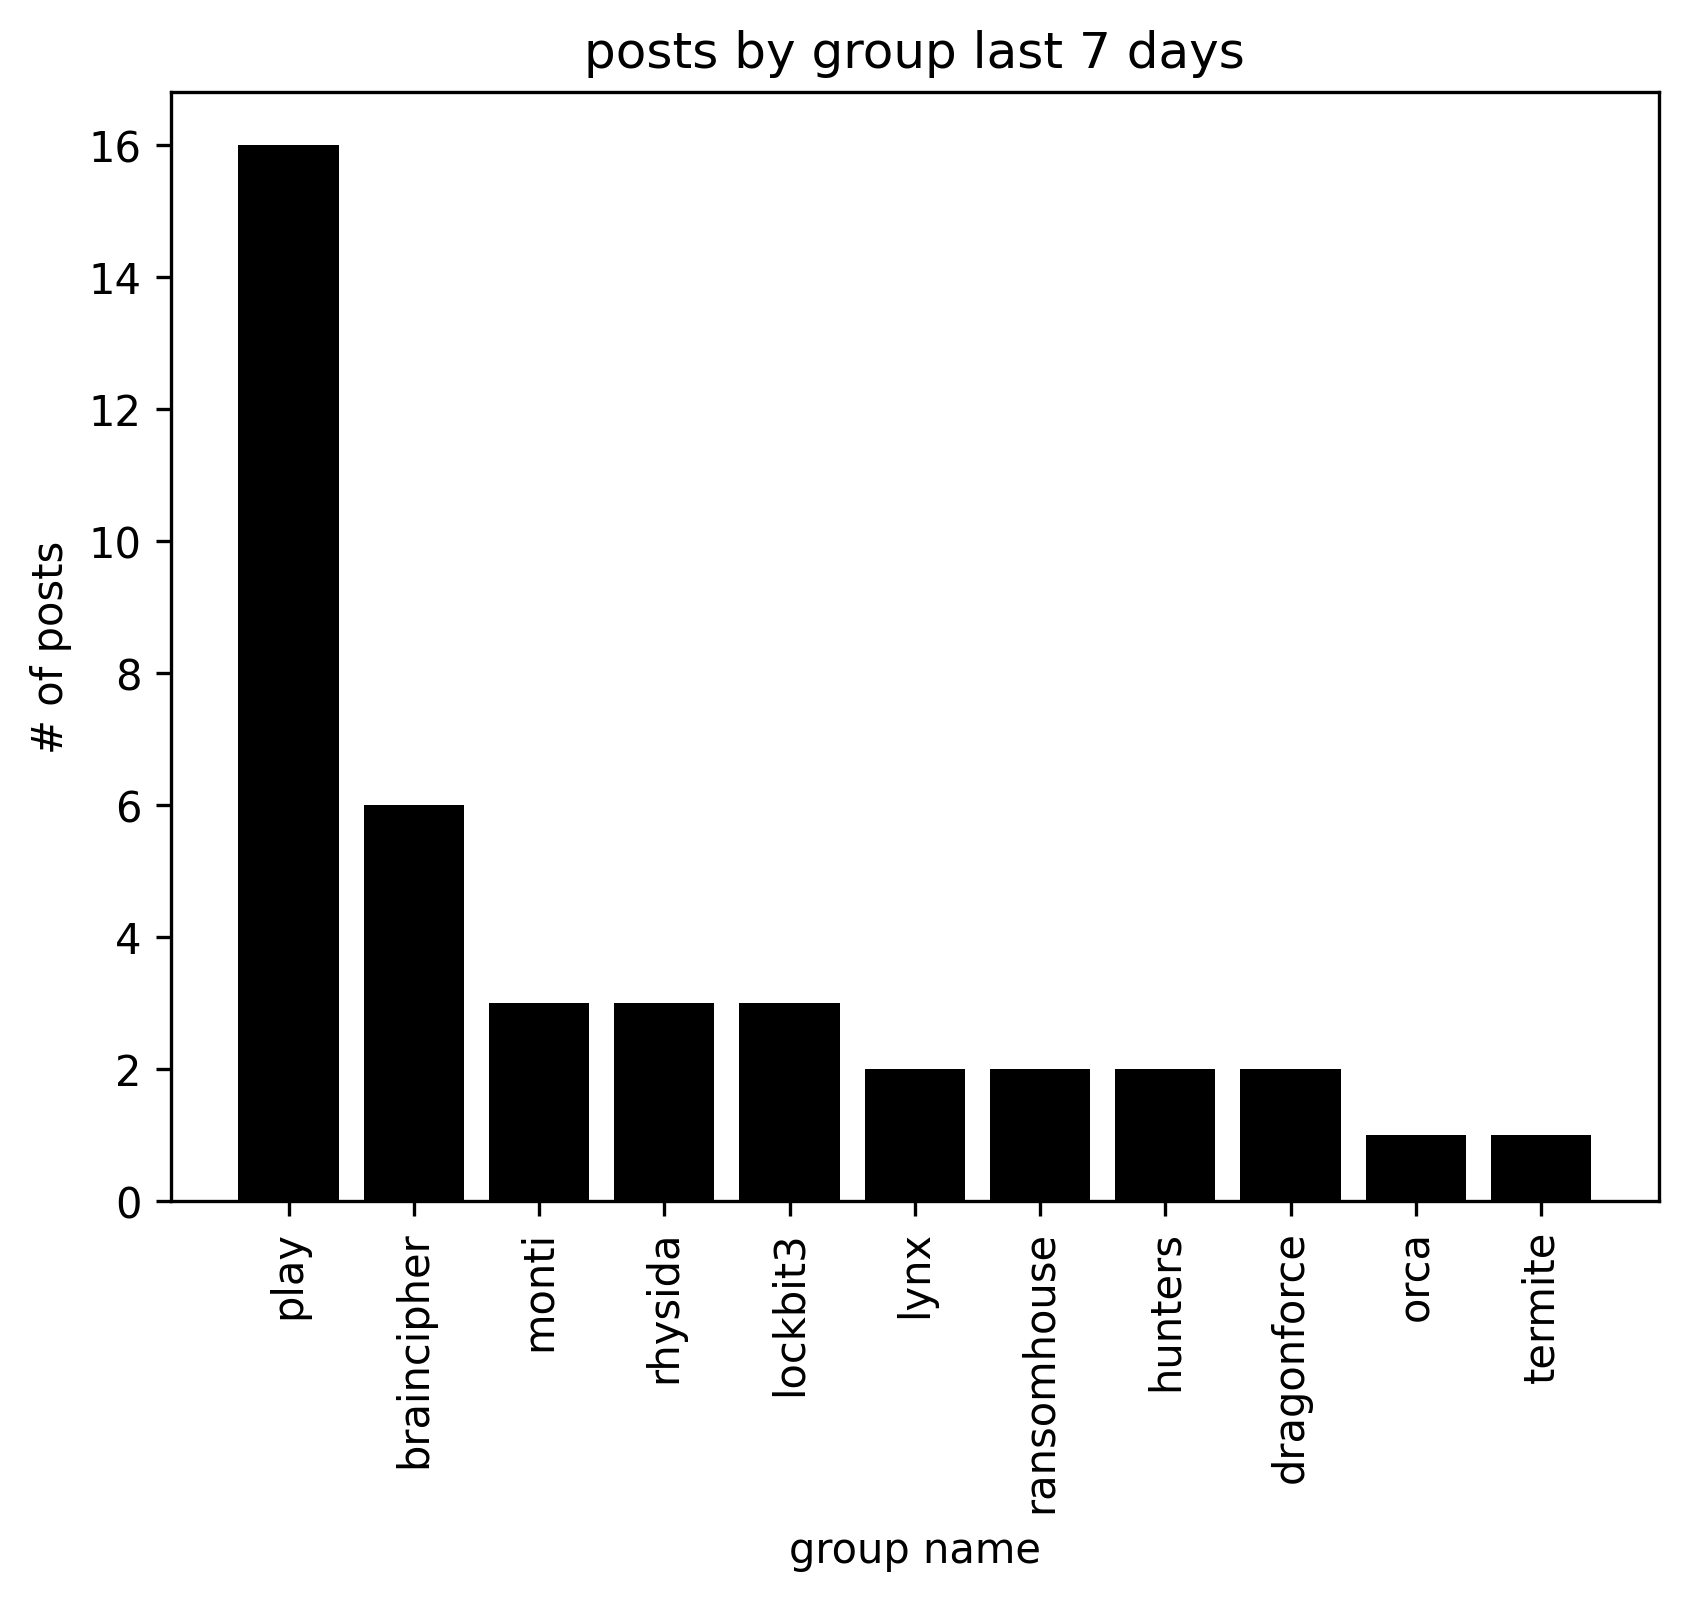 posts by group last 7 days
16
14
12
10
8
6
4
2
0
# of posts
play
braincipher
monti
rhysida
lockbit3
lynx
ransomhouse
hunters
dragonforce
orca
termite
group name